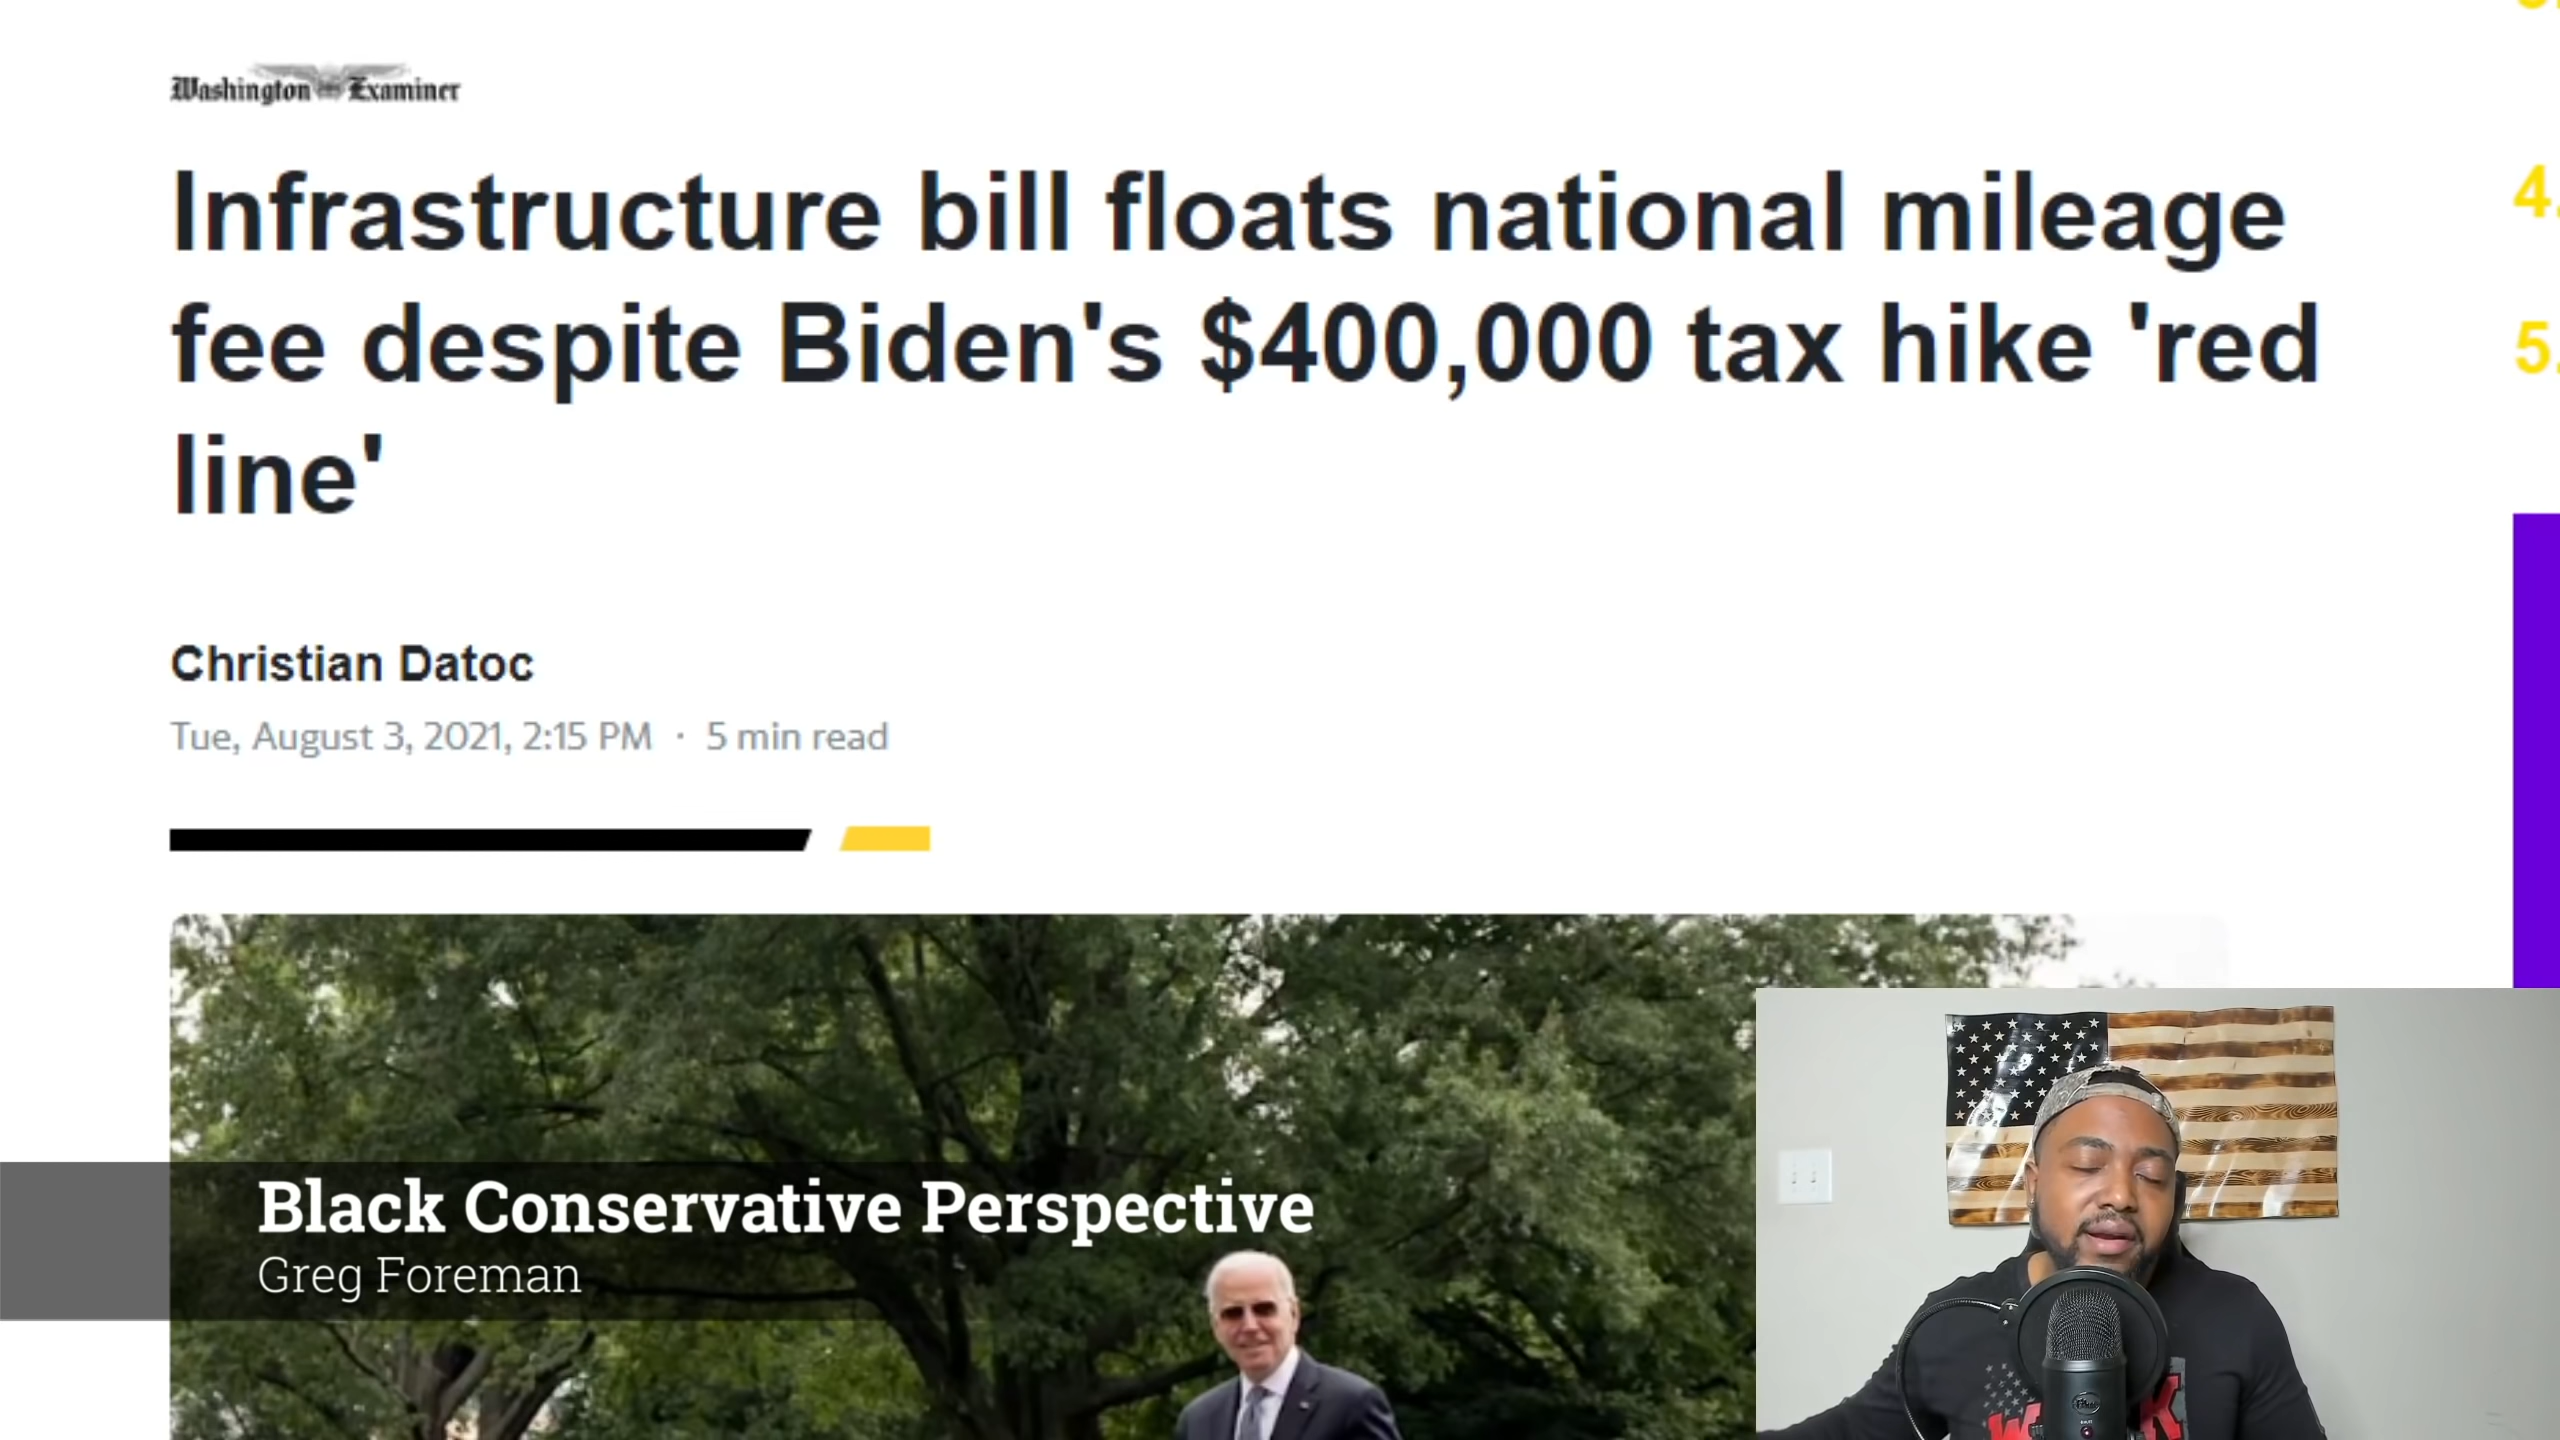 Washington Examiner
Infrastructure bill floats national mileage
fee despite Biden's $400,000 tax hike 'red
line'
4.
5.
Christian Datoc
Tue, August 3, 2021, 2:15 PM · 5 min read
Black Conservative Perspective
Greg Foreman